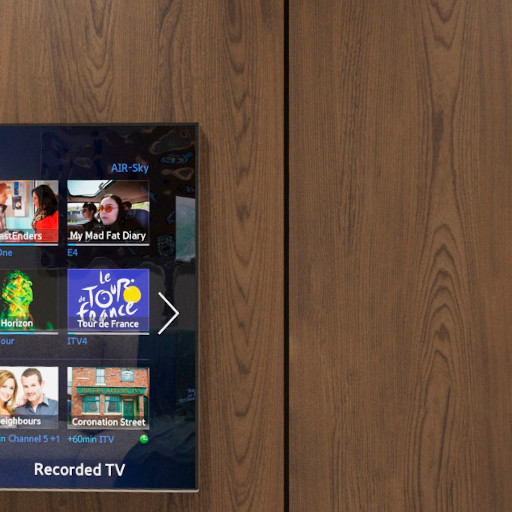 AIR-Sky
astEnders
My Mad Fat Diary
One
E4
le
de TOUR
france
Horizon
Tour de France
our
ITV4
eighbours
Coronation Street
n Channel 5 +1
+60min ITV
Recorded TV